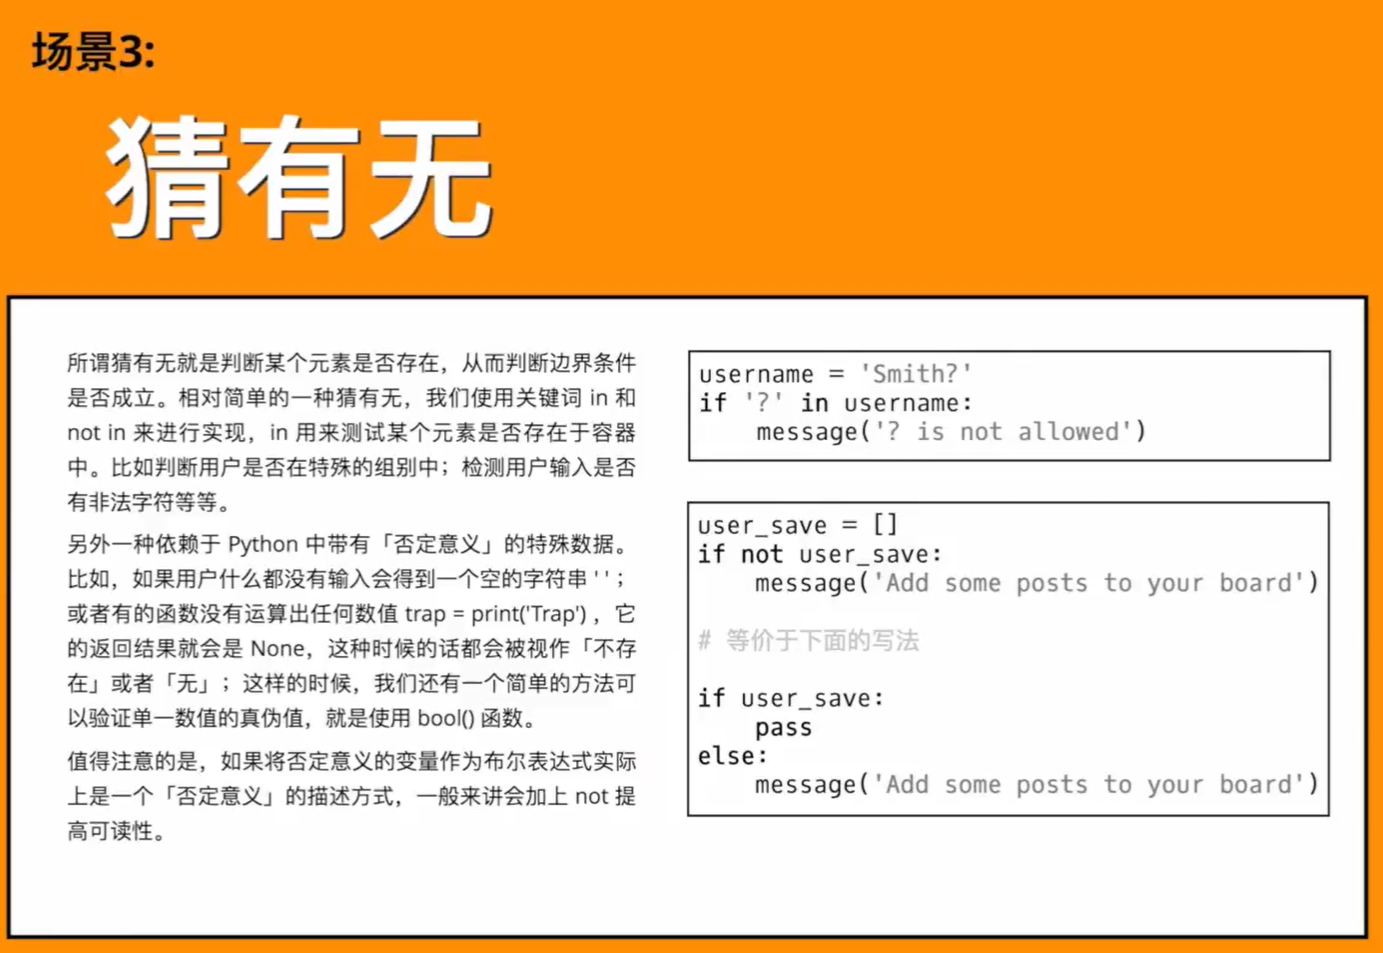 场景3:
猜有无
所谓猜有无就是判断某个元素是否存在，从而判断边界条件
是否成立。相对简单的一种猜有无，我们使用关键词 in 和
not in 来进行实现，in 用来测试某个元素是否存在于容器
中。比如判断用户是否在特殊的组别中；检测用户输入是否
有非法字符等等。
另外一种依赖于 Python 中带有「否定意义」的特殊数据。
比如，如果用户什么都没有输入会得到一个空的字符串 ' '；
或者有的函数没有运算出任何数值 trap = print('Trap') ，它
的返回结果就会是 None，这种时候的话都会被视作「不存
在」或者「无」；这样的时候，我们还有一个简单的方法可
以验证单一数值的真伪值，就是使用 bool() 函数。
值得注意的是，如果将否定意义的变量作为布尔表达式实际
上是一个「否定意义」的描述方式，一般来讲会加上 not 提
高可读性。
username = 'Smith?'
if '?' in username:
    message('? is not allowed')
user_save = []
if not user_save:
    message('Add some posts to your board')
# 等价于下面的写法
if user_save:
    pass
else:
    message('Add some posts to your board')